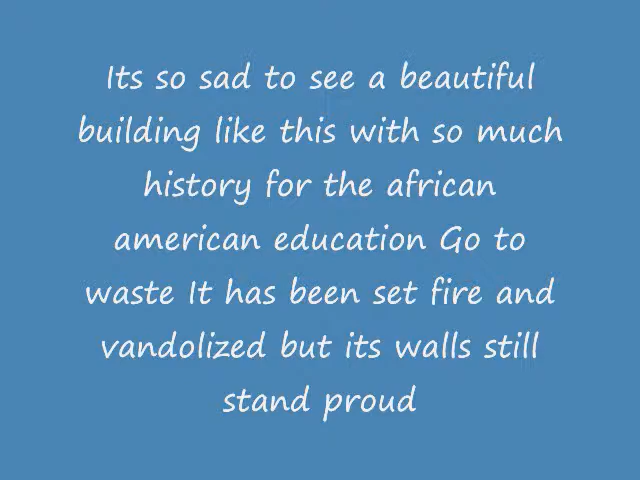 Its so sad to see a beautiful
building like this with so much
history for the african
american education Go to
waste It has been set fire and
vandolized but its walls still
stand proud